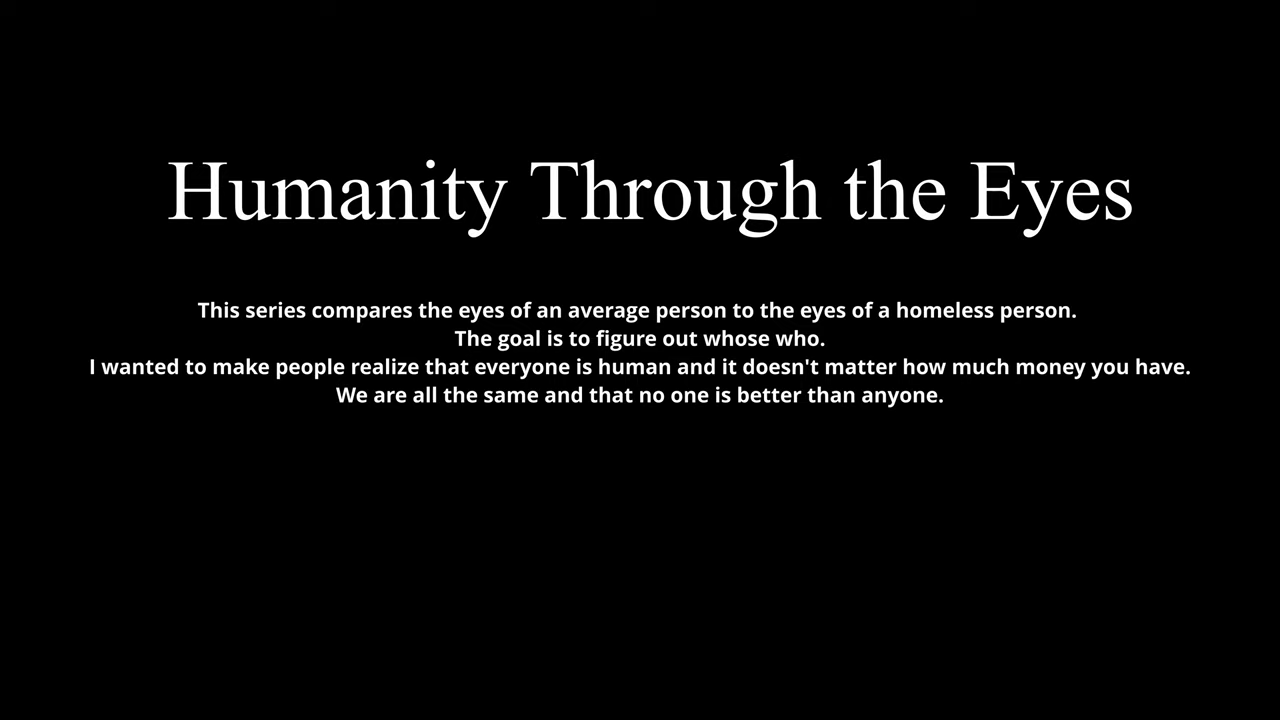 Humanity Through the Eyes
This series compares the eyes of an average person to the eyes of a homeless person.
The goal is to figure out whose who.
I wanted to make people realize that everyone is human and it doesn't matter how much money you have.
We are all the same and that no one is better than anyone.